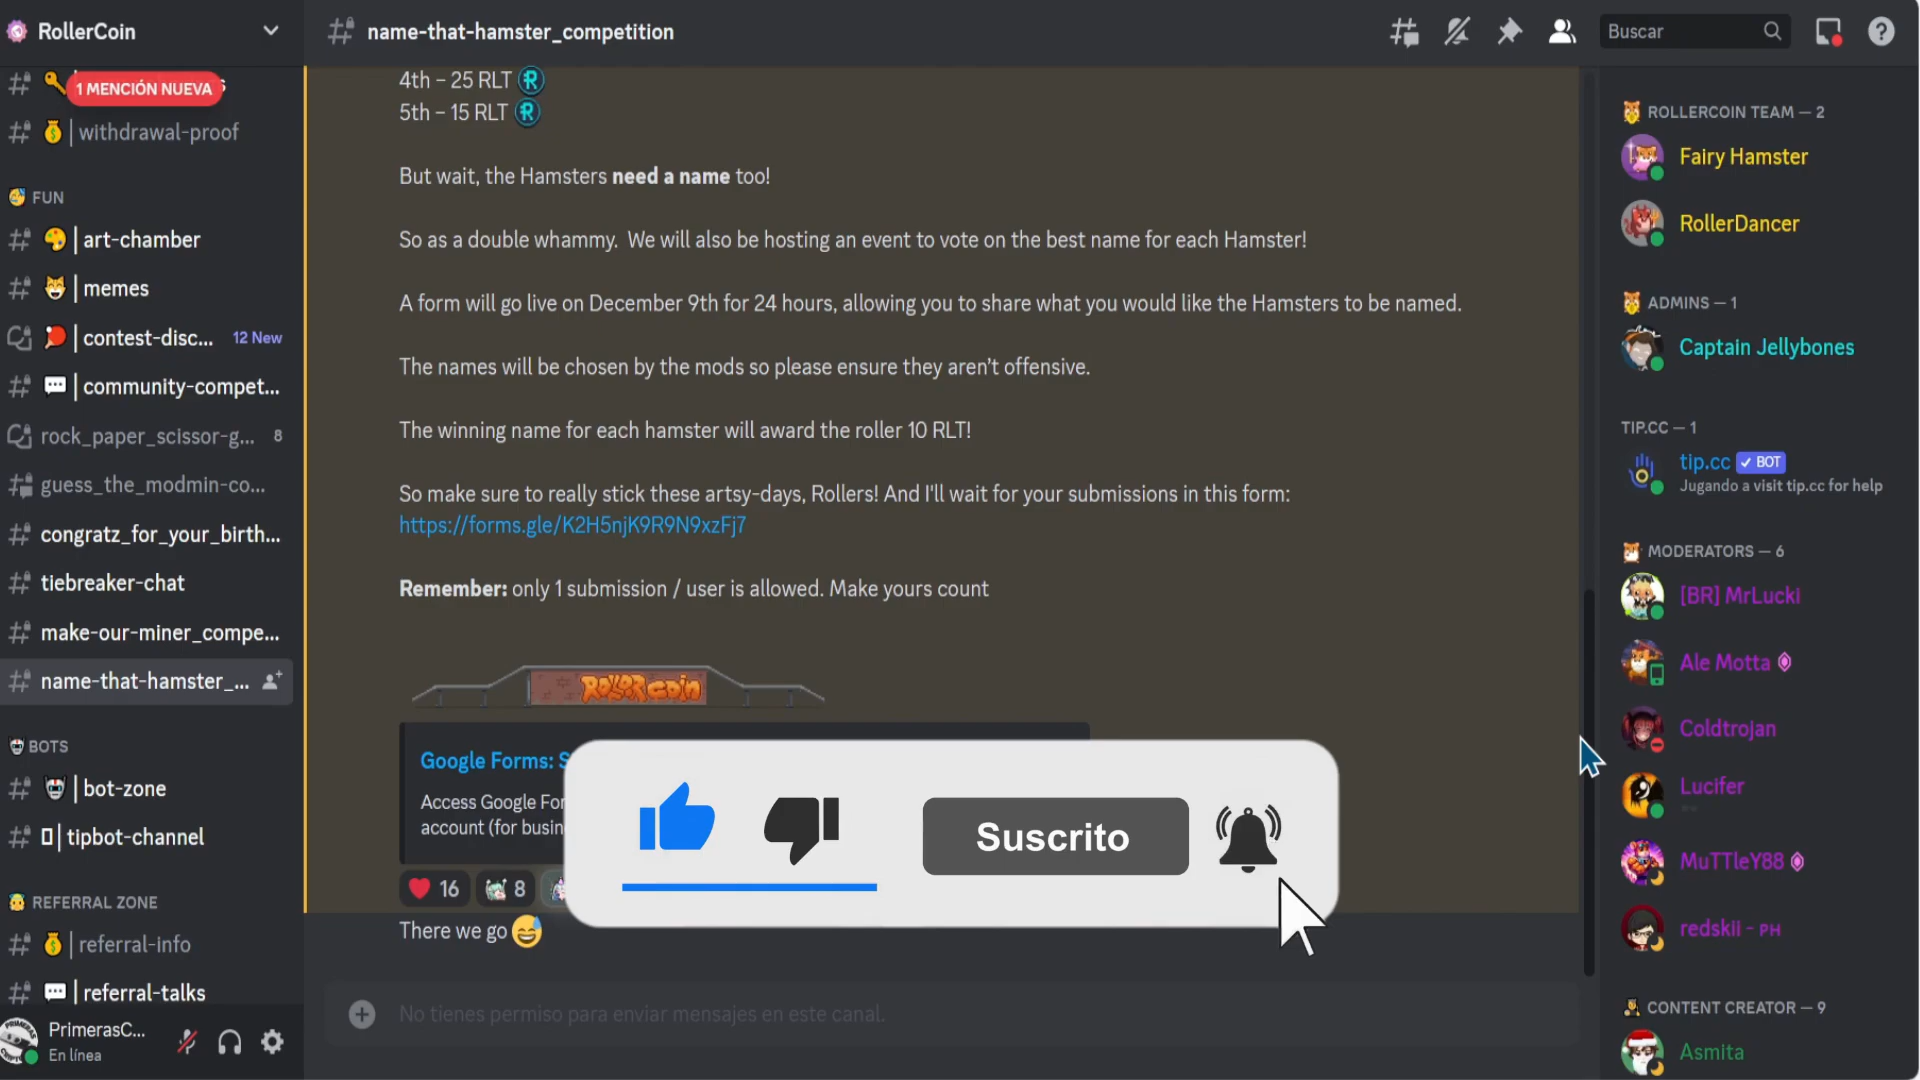 RollerCoin
1 MENCIÓN NUEVA
withdrawal-proof
FUN
art-chamber
memes
contest-disc... 12 New
community-compet...
rock_paper_scissor-g... 8
guess_the_modmin-co...
congratz_for_your_birth...
tiebreaker-chat
make-our-miner_compe...
name-that-hamster_...
BOTS
bot-zone
tipbot-channel
REFERRAL ZONE
referral-info
referral-talks
PrimerasC...
En línea
name-that-hamster_competition
Buscar
4th – 25 RLT
5th – 15 RLT
But wait, the Hamsters need a name too!
So as a double whammy. We will also be hosting an event to vote on the best name for each Hamster!
A form will go live on December 9th for 24 hours, allowing you to share what you would like the Hamsters to be named.
The names will be chosen by the mods so please ensure they aren’t offensive.
The winning name for each hamster will award the roller 10 RLT!
So make sure to really stick these artsy-days, Rollers! And I'll wait for your submissions in this form:
https://forms.gle/K2H5njK9R9N9xzFj7
Remember: only 1 submission / user is allowed. Make yours count
Rollercoin
Google Forms: S
Access Google For
account (for busin
16 8
Suscrito
There we go
No tienes permiso para enviar mensajes en este canal.
ROLLERCOIN TEAM — 2
Fairy Hamster
RollerDancer
ADMINS — 1
Captain Jellybones
TIP.CC — 1
tip.cc BOT
Jugando a visit tip.cc for help
MODERATORS — 6
[BR] MrLucki
Ale Motta
Coldtrojan
Lucifer
MuTTleY88
redskii - PH
CONTENT CREATOR — 9
Asmita